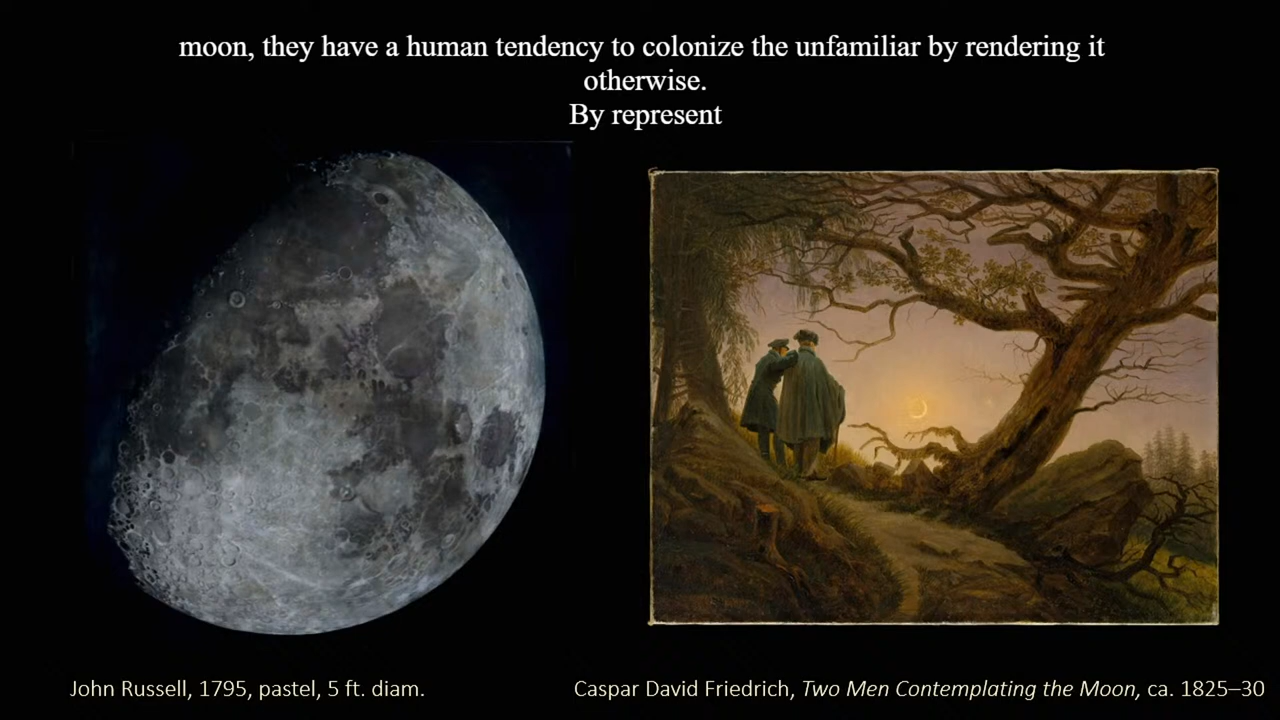 moon, they have a human tendency to colonize the unfamiliar by rendering it
otherwise.
By represent
John Russell, 1795, pastel, 5 ft. diam.
Caspar David Friedrich, Two Men Contemplating the Moon, ca. 1825–30